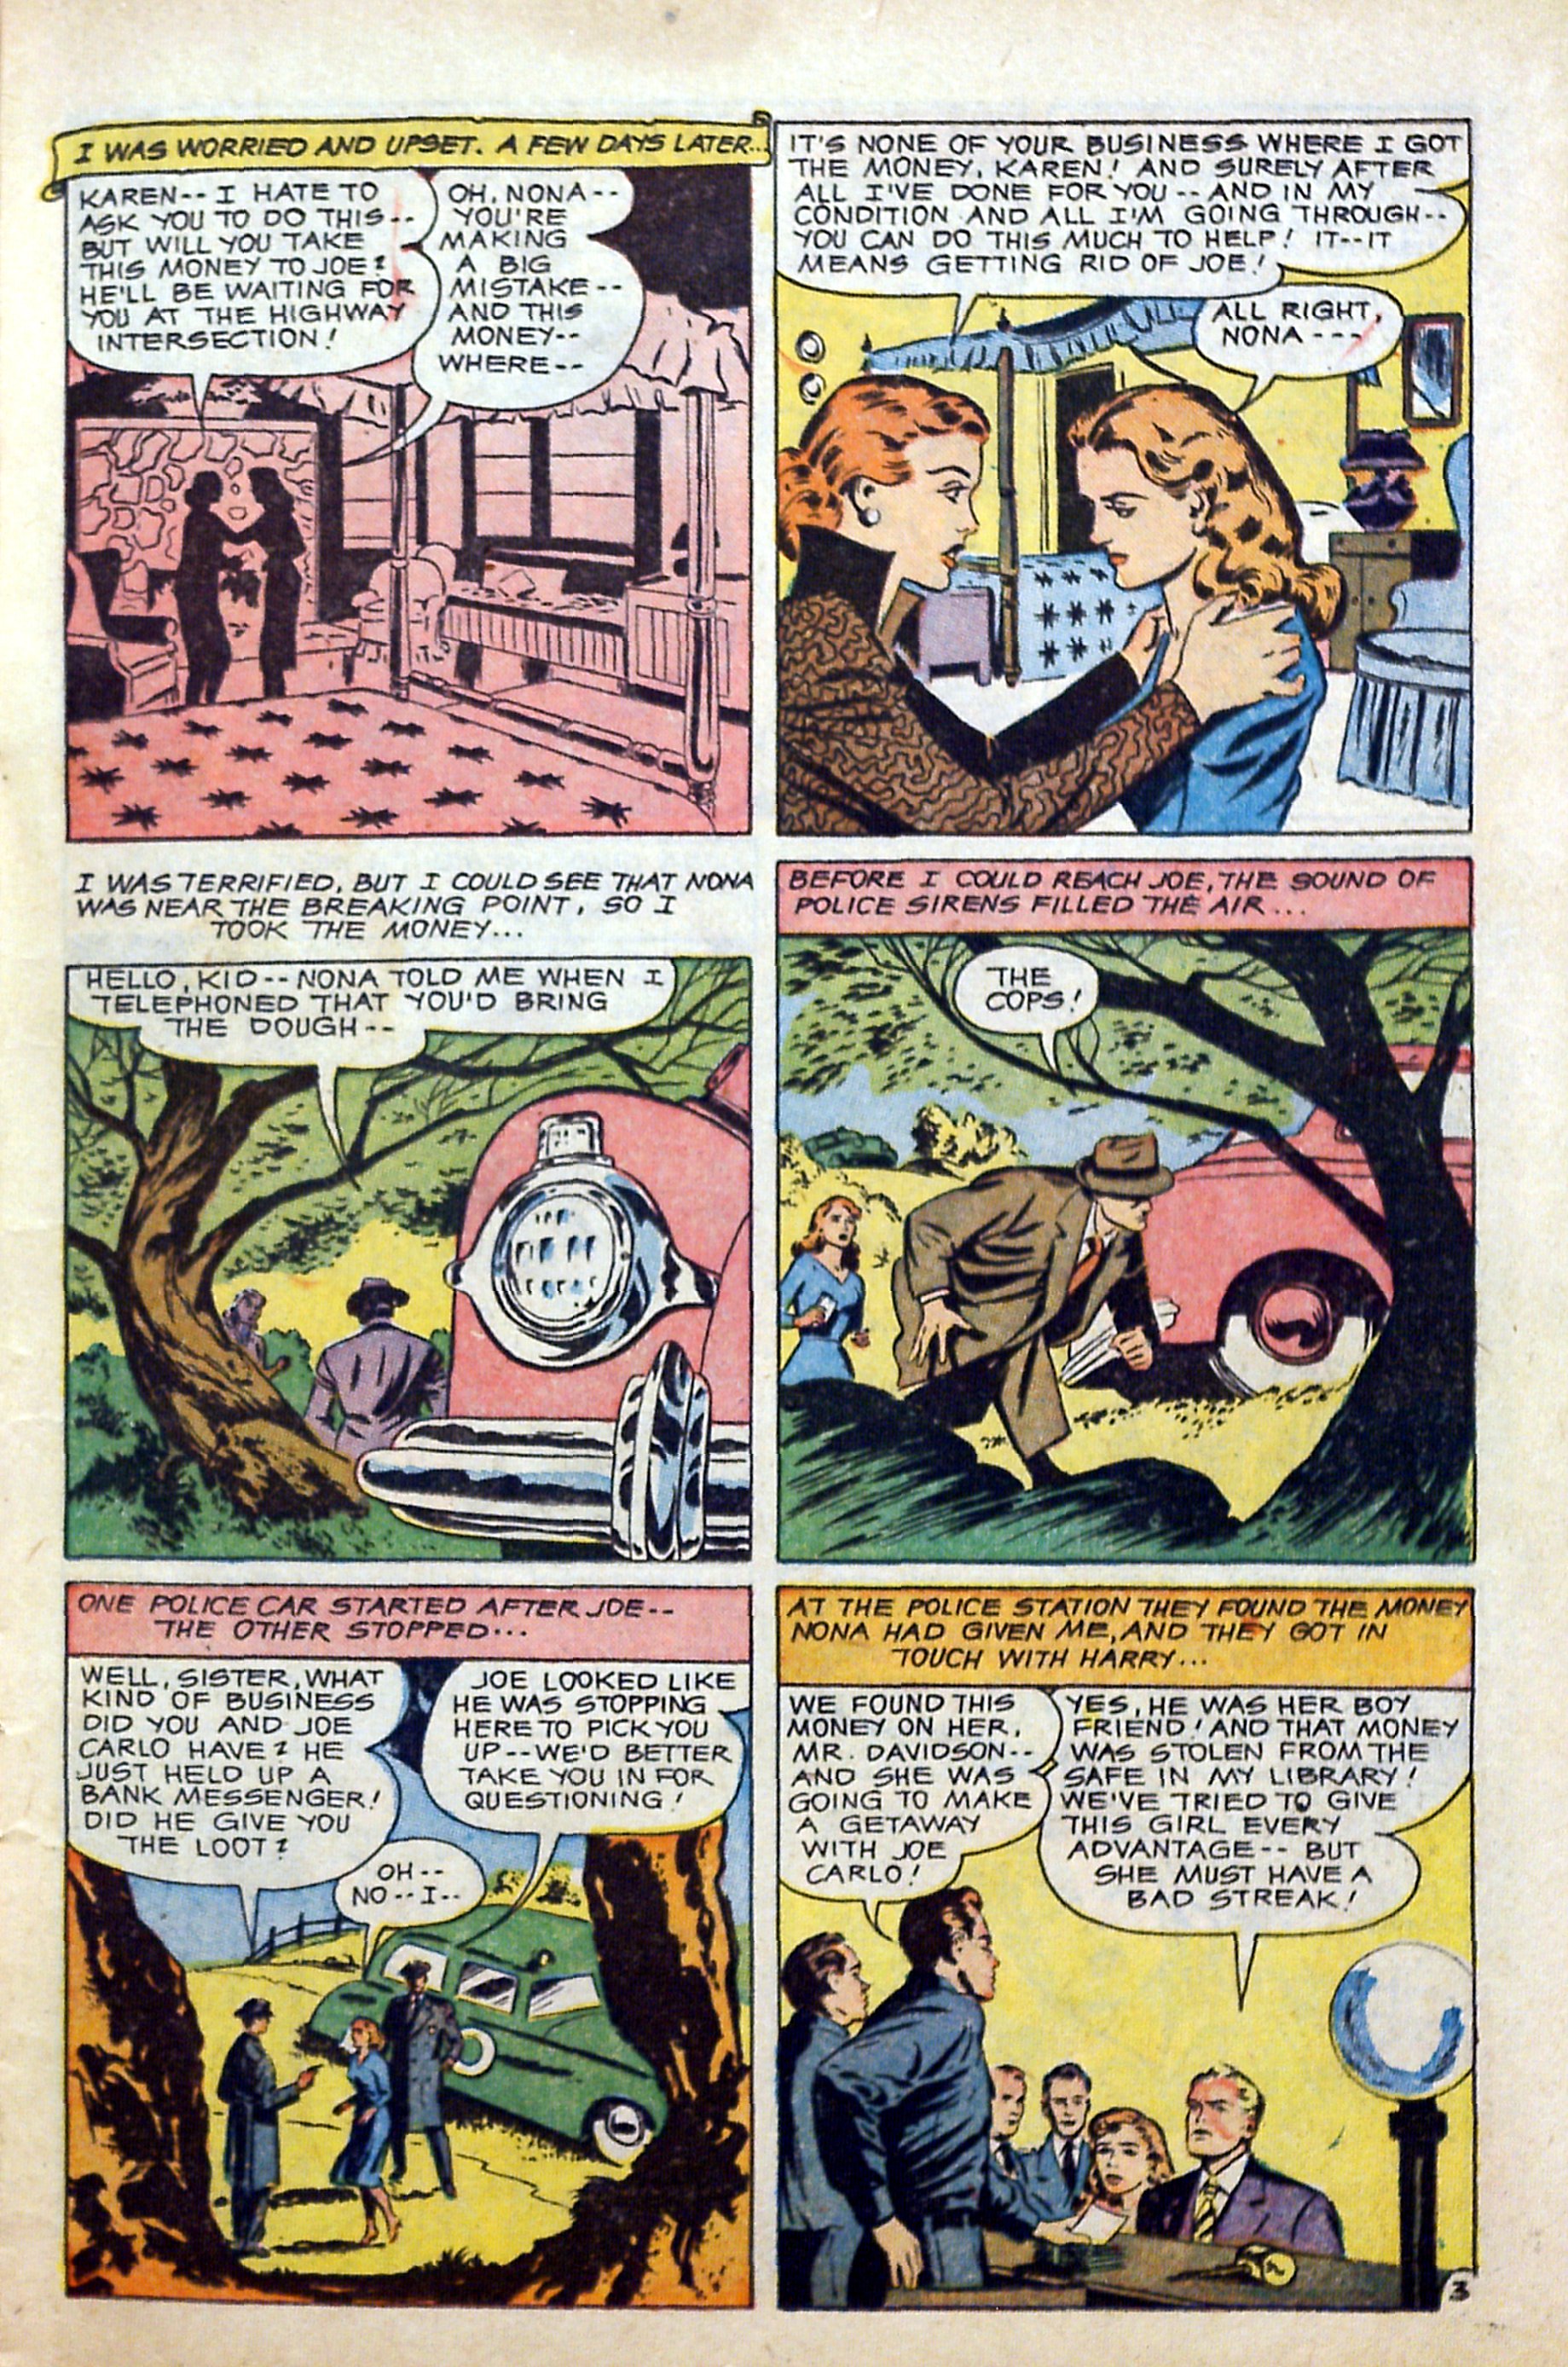 I WAS WORRIED AND UPSET. A FEW DAYS LATER...
KAREN-- I HATE TO
ASK YOU TO DO THIS--
BUT WILL YOU TAKE
THIS MONEY TO JOE?
HE'LL BE WAITING FOR
YOU AT THE HIGHWAY
INTERSECTION!
OH, NONA--
YOU'RE
MAKING
A BIG
MISTAKE--
AND THIS
MONEY--
WHERE--
IT'S NONE OF YOUR BUSINESS WHERE I GOT
THE MONEY, KAREN! AND SURELY AFTER
ALL I'VE DONE FOR YOU -- AND IN MY
CONDITION AND ALL I'M GOING THROUGH--
YOU CAN DO THIS MUCH TO HELP! IT--IT
MEANS GETTING RID OF JOE!
ALL RIGHT,
NONA---
I WAS TERRIFIED, BUT I COULD SEE THAT NONA
WAS NEAR THE BREAKING POINT, SO I
TOOK THE MONEY...
HELLO, KID-- NONA TOLD ME WHEN I
TELEPHONED THAT YOU'D BRING
THE DOUGH--
BEFORE I COULD REACH JOE, THE SOUND OF
POLICE SIRENS FILLED THE AIR...
THE
COPS!
ONE POLICE CAR STARTED AFTER JOE--
THE OTHER STOPPED...
WELL, SISTER, WHAT
KIND OF BUSINESS
DID YOU AND JOE
CARLO HAVE? HE
JUST HELD UP A
BANK MESSENGER!
DID HE GIVE YOU
THE LOOT?
OH--
NO--I--
JOE LOOKED LIKE
HE WAS STOPPING
HERE TO PICK YOU
UP--WE'D BETTER
TAKE YOU IN FOR
QUESTIONING!
AT THE POLICE STATION THEY FOUND THE MONEY
NONA HAD GIVEN ME, AND THEY GOT IN
TOUCH WITH HARRY...
WE FOUND THIS
MONEY ON HER,
MR. DAVIDSON--
AND SHE WAS
GOING TO MAKE
A GETAWAY
WITH JOE
CARLO!
YES, HE WAS HER BOY
FRIEND! AND THAT MONEY
WAS STOLEN FROM THE
SAFE IN MY LIBRARY!
WE'VE TRIED TO GIVE
THIS GIRL EVERY
ADVANTAGE-- BUT
SHE MUST HAVE A
BAD STREAK!
3